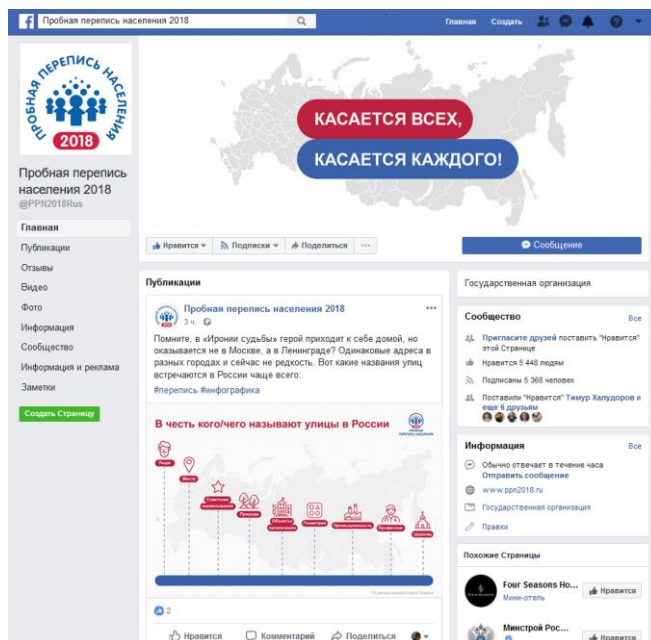 Пробная перепись населения 2018
Главная Создать
ПРОБНАЯ ПЕРЕПИСЬ НАСЕЛЕНИЯ
2018
КАСАЕТСЯ ВСЕХ,
КАСАЕТСЯ КАЖДОГО!
Пробная перепись
населения 2018
@PPN2018Rus
Главная
Публикации
Отзывы
Видео
Фото
Информация
Сообщество
Информация и реклама
Заметки
Создать Страницу
Нравится Подписки Поделиться
Сообщение
Публикации
Пробная перепись населения 2018
3 ч.
Помните, в «Иронии судьбы» герой приходит к себе домой, но
оказывается не в Москве, а в Ленинграде? Одинаковые адреса в
разных городах и сейчас не редкость. Вот какие названия улиц
встречаются в России чаще всего:
#перепись #инфографика
В честь кого/чего называют улицы в России
Люди
Места
Советские
Природа
Объекты
Геометрия
Промышленность
Профессии
Церковь
2
Нравится Комментарий Поделиться
Государственная организация
Сообщество Все
Пригласите друзей поставить "Нравится"
этой Странице
Нравится 5 448 людям
Подписаны 5 368 человек
Поставили "Нравится" Тимур Халудоров и
еще 6 друзьям
Информация Все
Обычно отвечает в течение часа
Отправить сообщение
www.ppn2018.ru
Государственная организация
Правки
Похожие Страницы
Four Seasons Ho...
Мини-отель
Нравится
Минстрой Рос...
Нравится